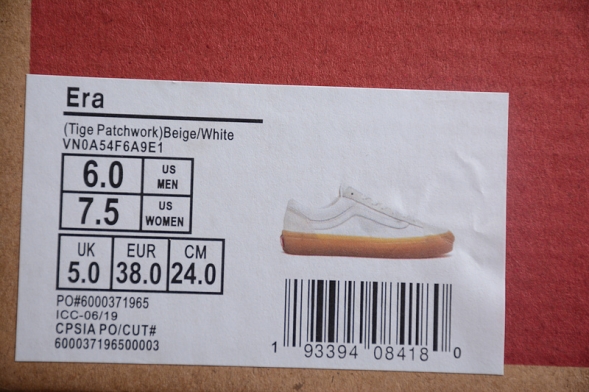 Era
(Tige Patchwork)Beige/White
VN0A54F6A9E1
6.0 US MEN
7.5 US WOMEN
UK EUR CM
5.0 38.0 24.0
PO#6000371965
ICC-06/19
CPSIA PO/CUT#
600037196500003
1 93394 08418 0